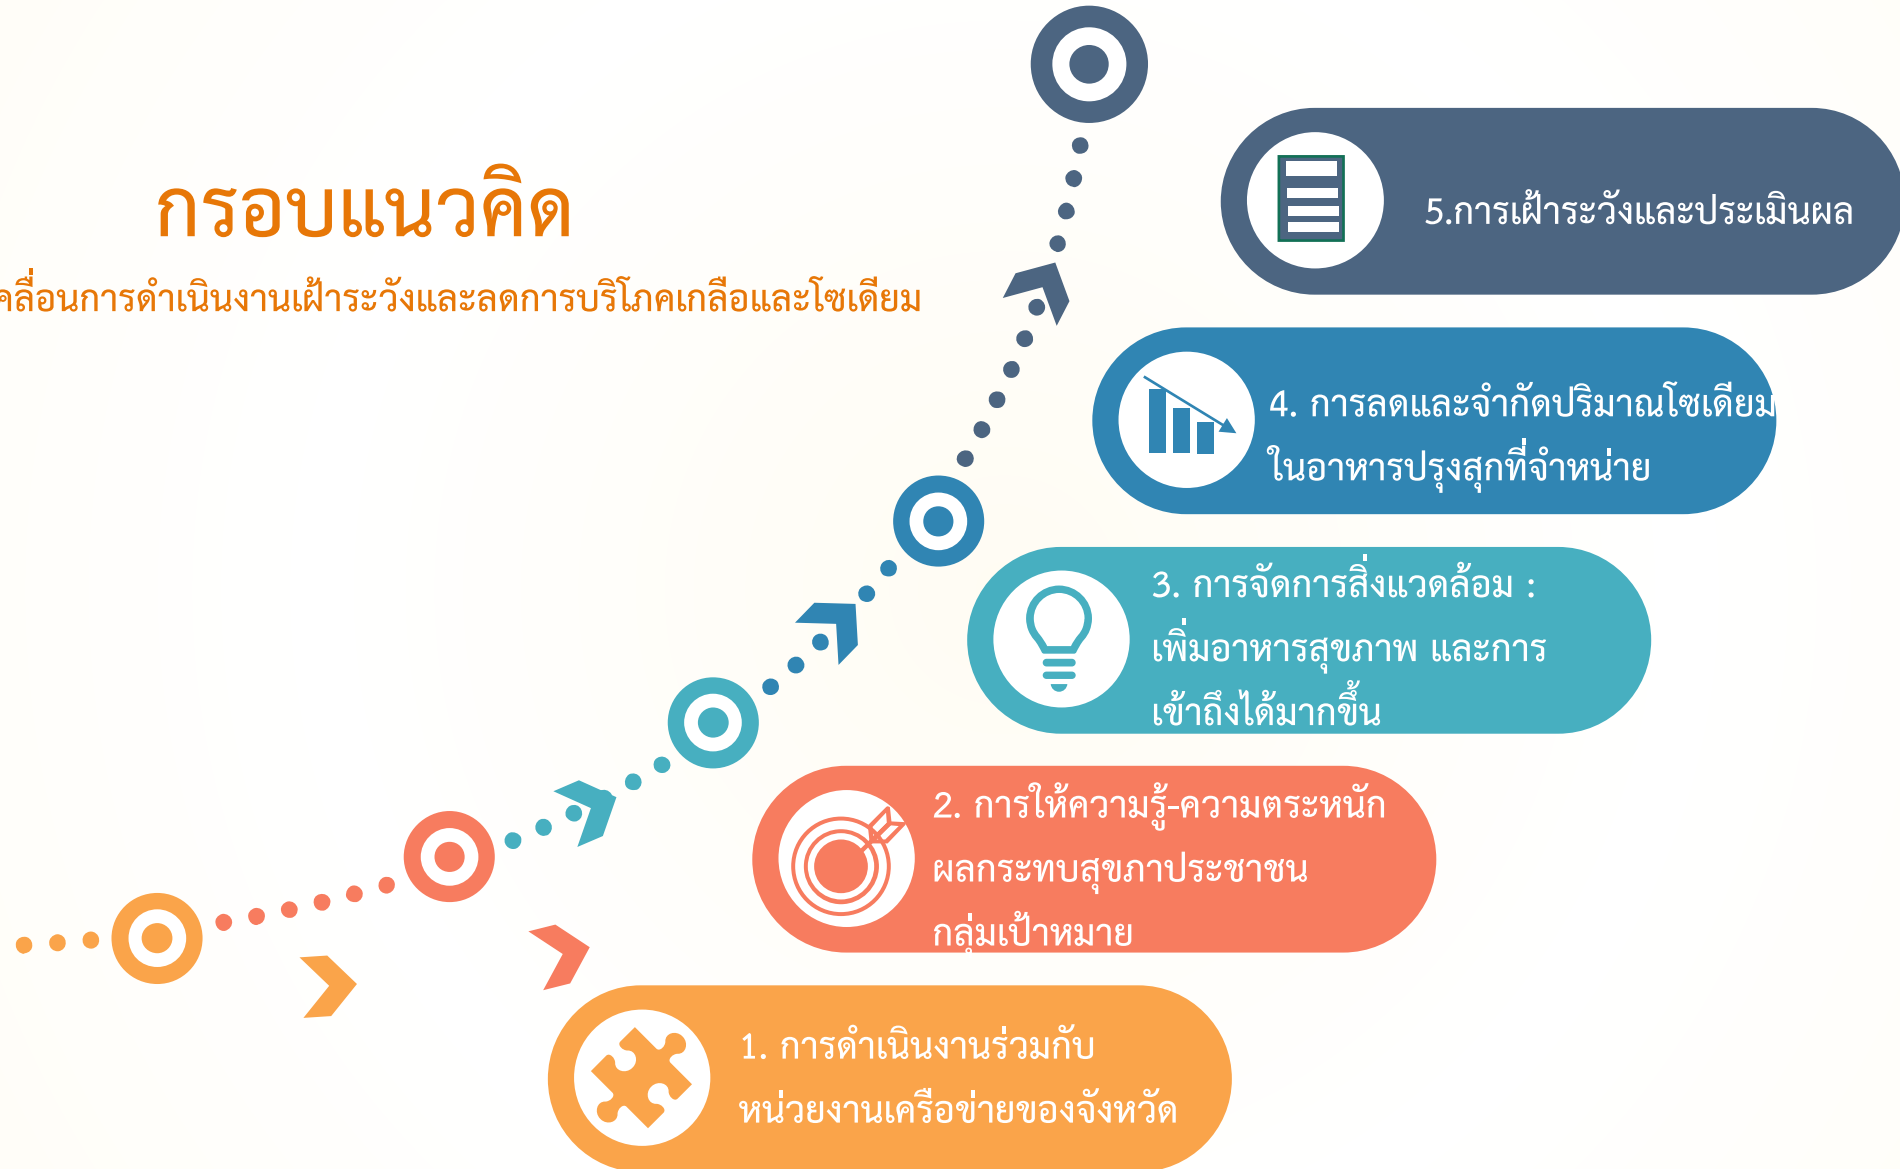 กรอบแนวคิด
คลื่อนการดำเนินงานเฝ้าระวังและลดการบริโภคเกลือและโซเดียม
5.การเฝ้าระวังและประเมินผล
4. การลดและจำกัดปริมาณโซเดียม
ในอาหารปรุงสุกที่จำหน่าย
3. การจัดการสิ่งแวดล้อม :
เพิ่มอาหารสุขภาพ และการ
เข้าถึงได้มากขึ้น
2. การให้ความรู้-ความตระหนัก
ผลกระทบสุขภาประชาชน
กลุ่มเป้าหมาย
1. การดำเนินงานร่วมกับ
หน่วยงานเครือข่ายของจังหวัด